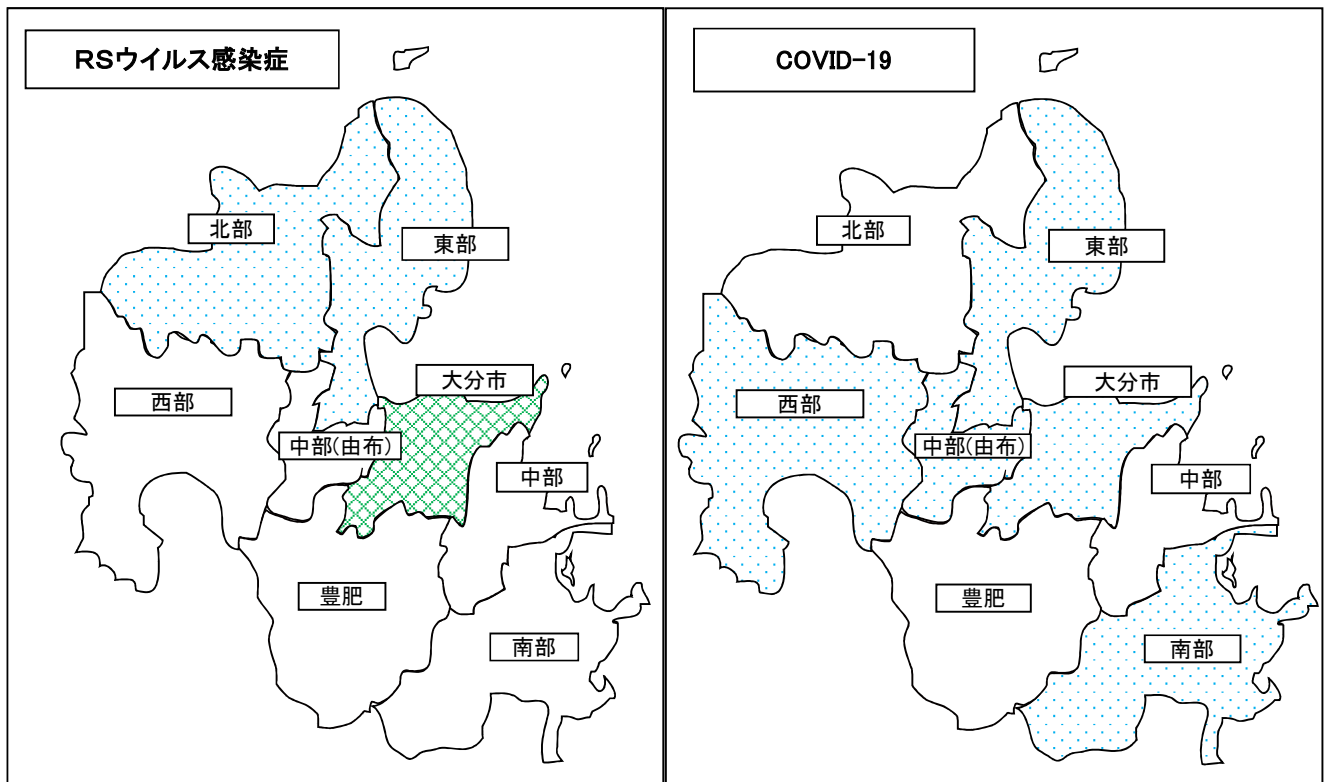 RSウイルス感染症
北部
東部
大分市
西部
中部(由布)
中部
豊肥
南部
COVID-19
北部
東部
大分市
西部
中部(由布)
中部
豊肥
南部